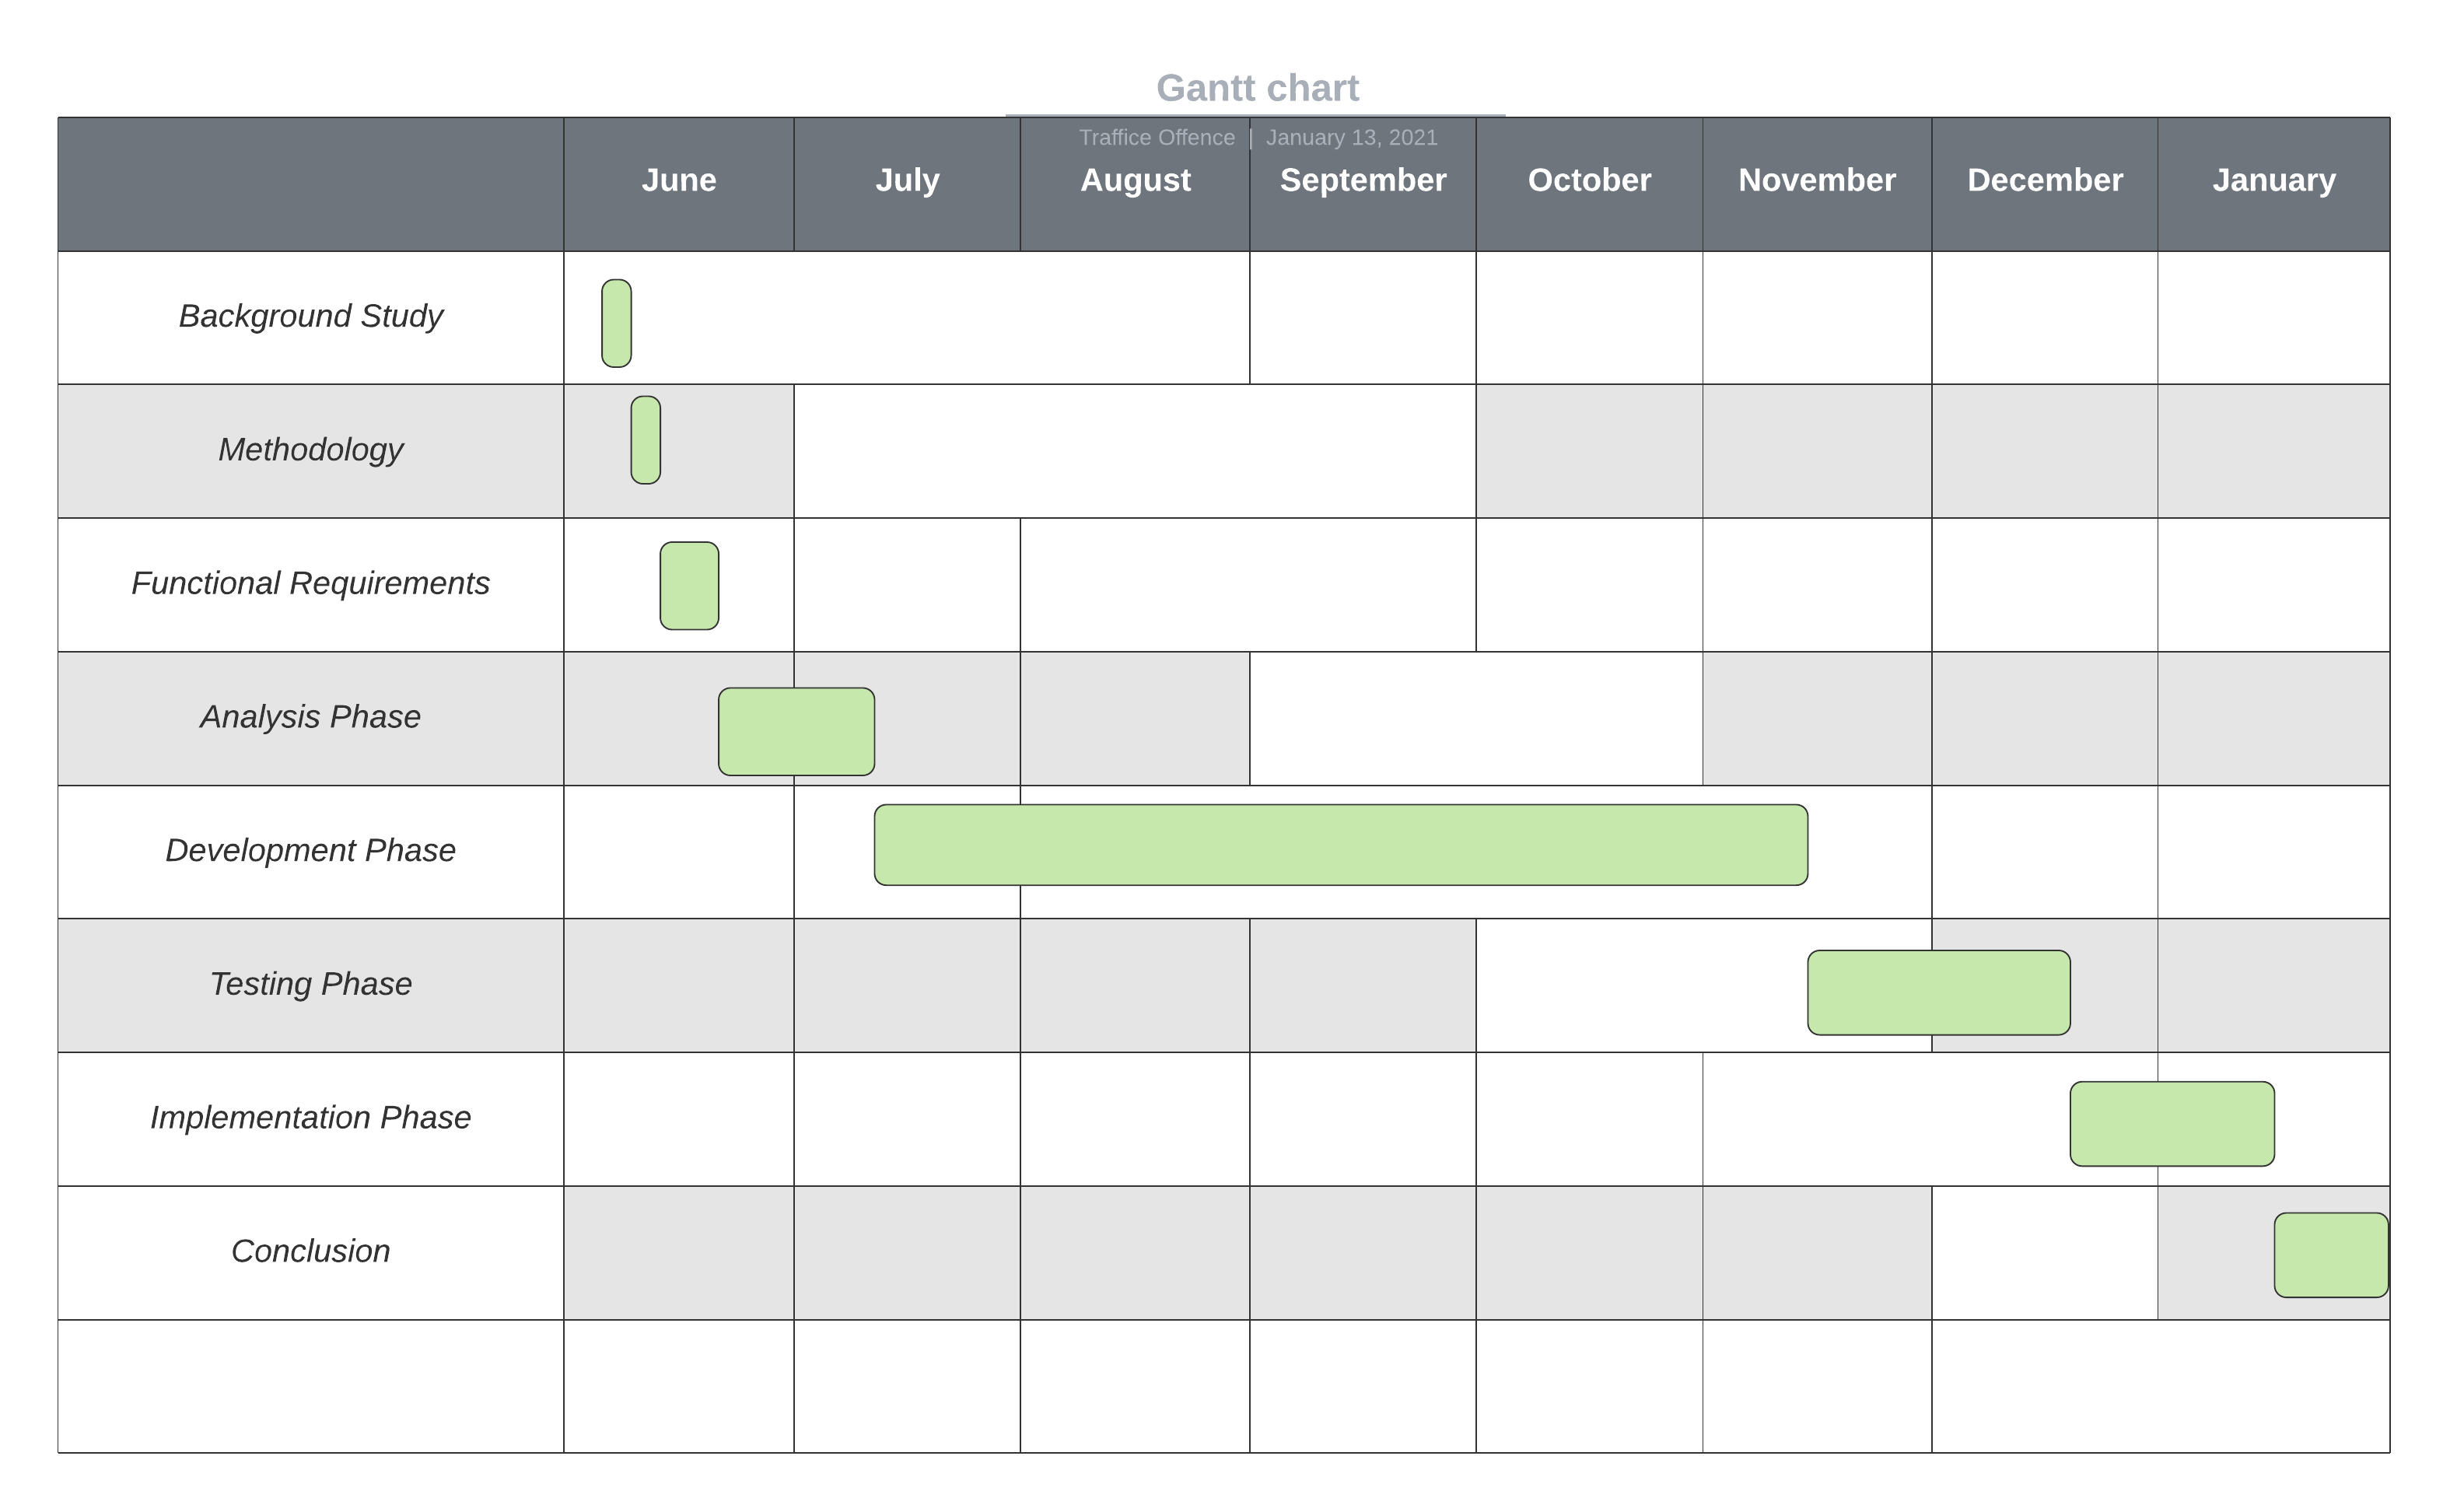 Gantt chart
Traffice Offence | January 13, 2021
June July August September October November December January
Background Study
Methodology
Functional Requirements
Analysis Phase
Development Phase
Testing Phase
Implementation Phase
Conclusion